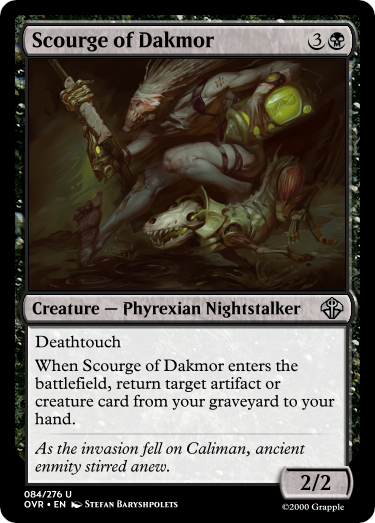 Scourge of Dakmor 3
Creature — Phyrexian Nightstalker
Deathtouch
When Scourge of Dakmor enters the
battlefield, return target artifact or
creature card from your graveyard to your
hand.
As the invasion fell on Caliman, ancient
enmity stirred anew.
2/2
084/276 U
OVR • EN Stefan Baryshpolets
©2000 Grapple